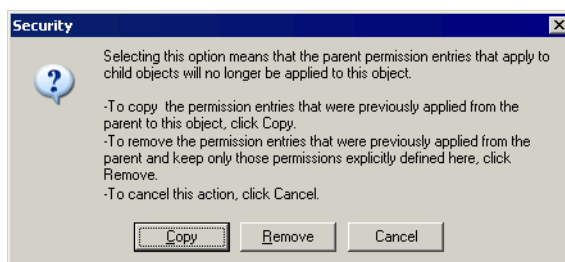 Security
Selecting this option means that the parent permission entries that apply to
child objects will no longer be applied to this object.
-To copy  the permission entries that were previously applied from the
parent to this object, click Copy.
-To remove the permission entries that were previously applied from the
parent and keep only those permissions explicitly defined here, click
Remove.
-To cancel this action, click Cancel.
Copy Remove Cancel